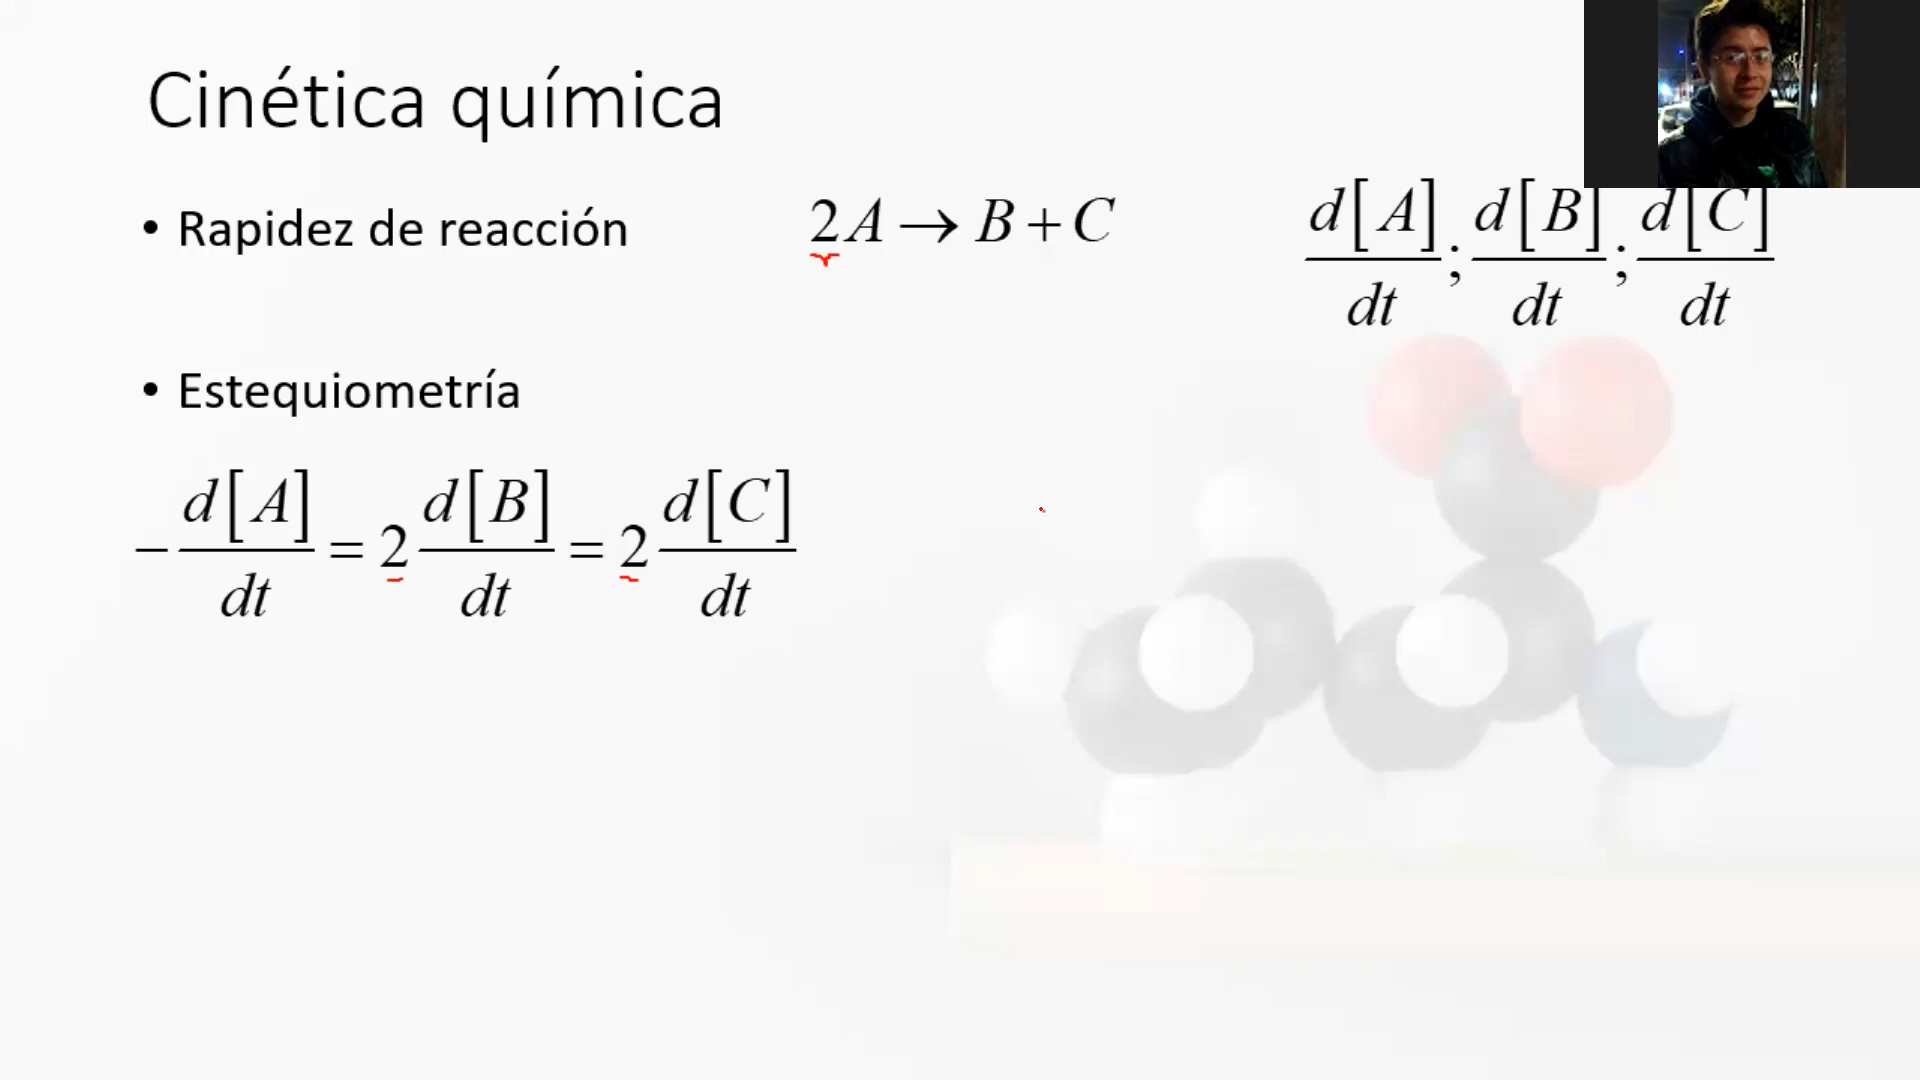 Cinética química
• Rapidez de reacción
2A → B + C
d[A]/dt ; d[B]/dt ; d[C]/dt
• Estequiometría
− d[A]/dt = 2 d[B]/dt = 2 d[C]/dt